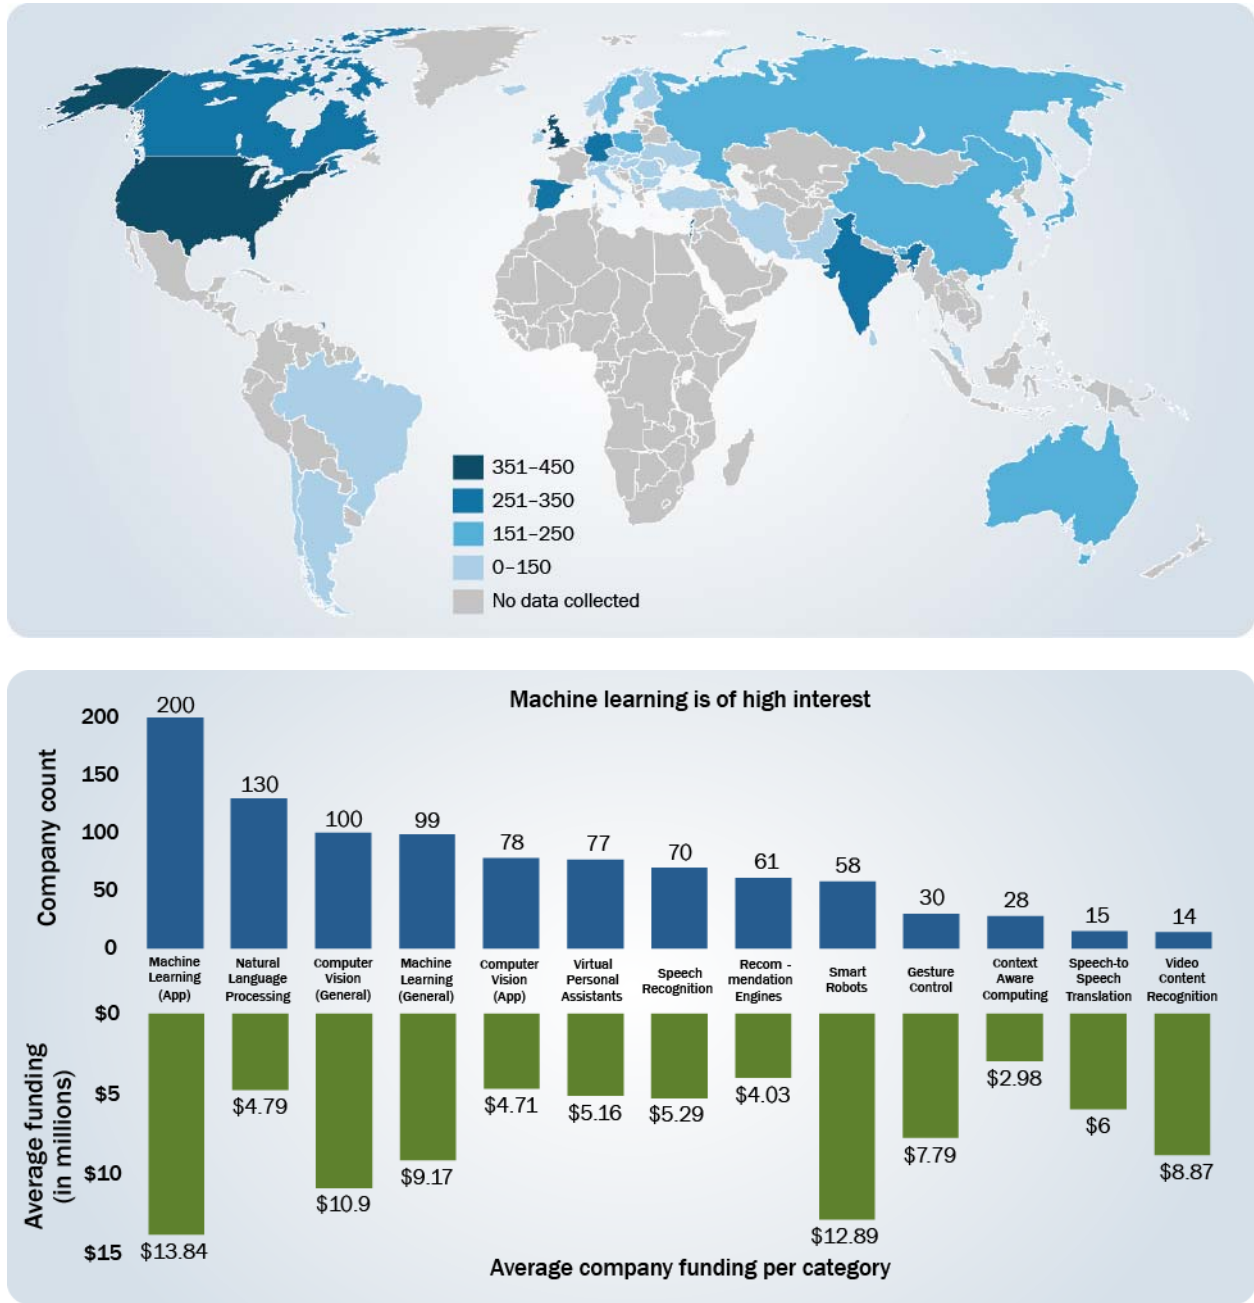 351–450
251–350
151–250
0–150
No data collected
Machine learning is of high interest
Company count
200
150
100
50
0
200
130
100
99
78
77
70
61
58
30
28
15
14
Machine
Learning
(App)
Natural
Language
Processing
Computer
Vision
(General)
Machine
Learning
(General)
Computer
Vision
(App)
Virtual
Personal
Assistants
Speech
Recognition
Recom -
mendation
Engines
Smart
Robots
Gesture
Control
Context
Aware
Computing
Speech-to
Speech
Translation
Video
Content
Recognition
Average funding
(in millions)
$0
$5
$10
$15
$13.84
$4.79
$10.9
$9.17
$4.71
$5.16
$5.29
$4.03
$12.89
$7.79
$2.98
$6
$8.87
Average company funding per category